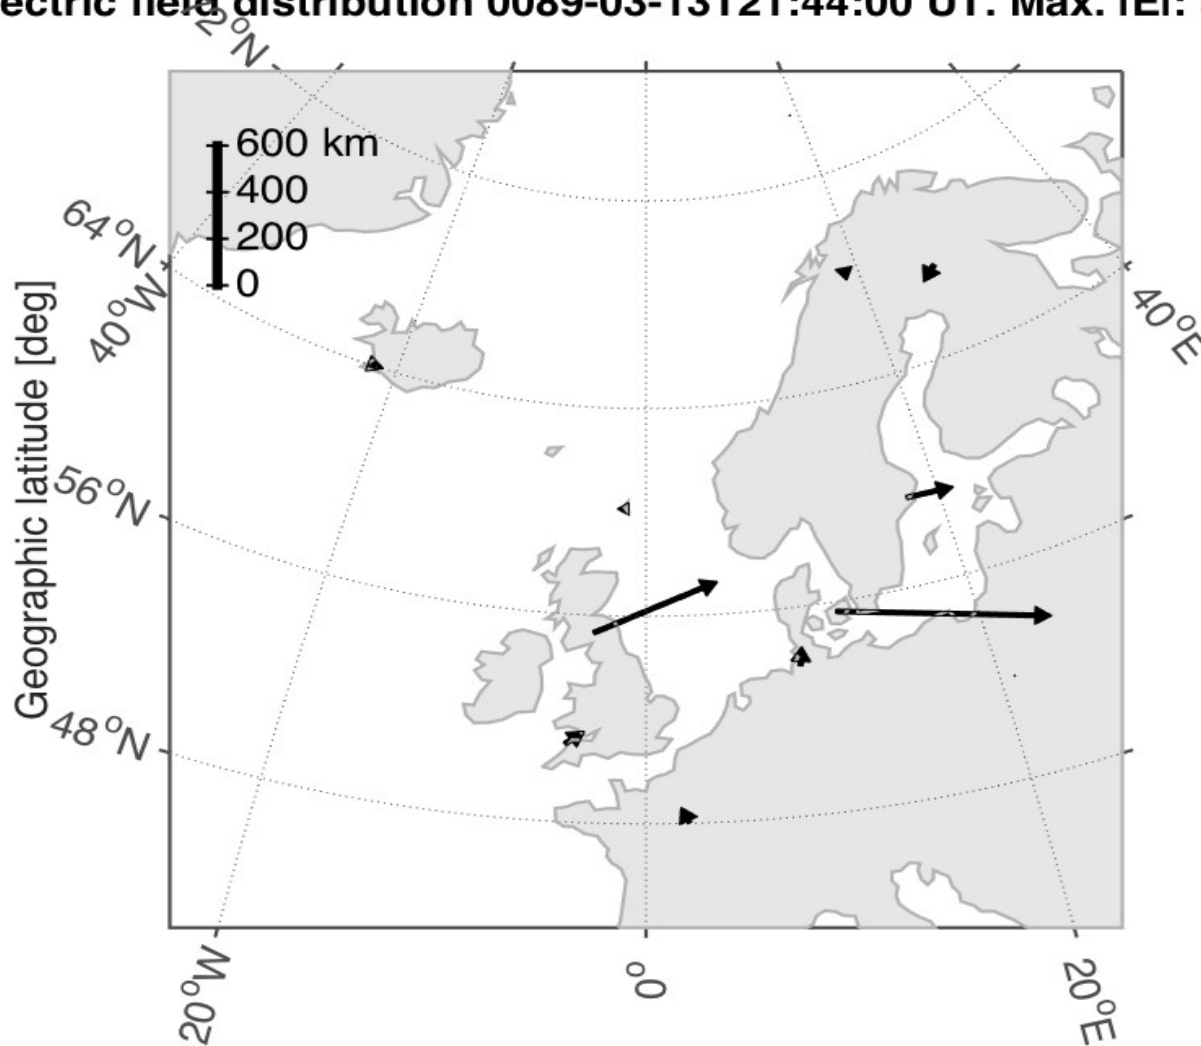 field distribution 0089-03-13T21:44:00 UT. Max. |E|:
2°N
600 km
400
200
0
64°N
40°W
40°E
Geographic latitude [deg]
56°N
48°N
20°W
0°
20°E